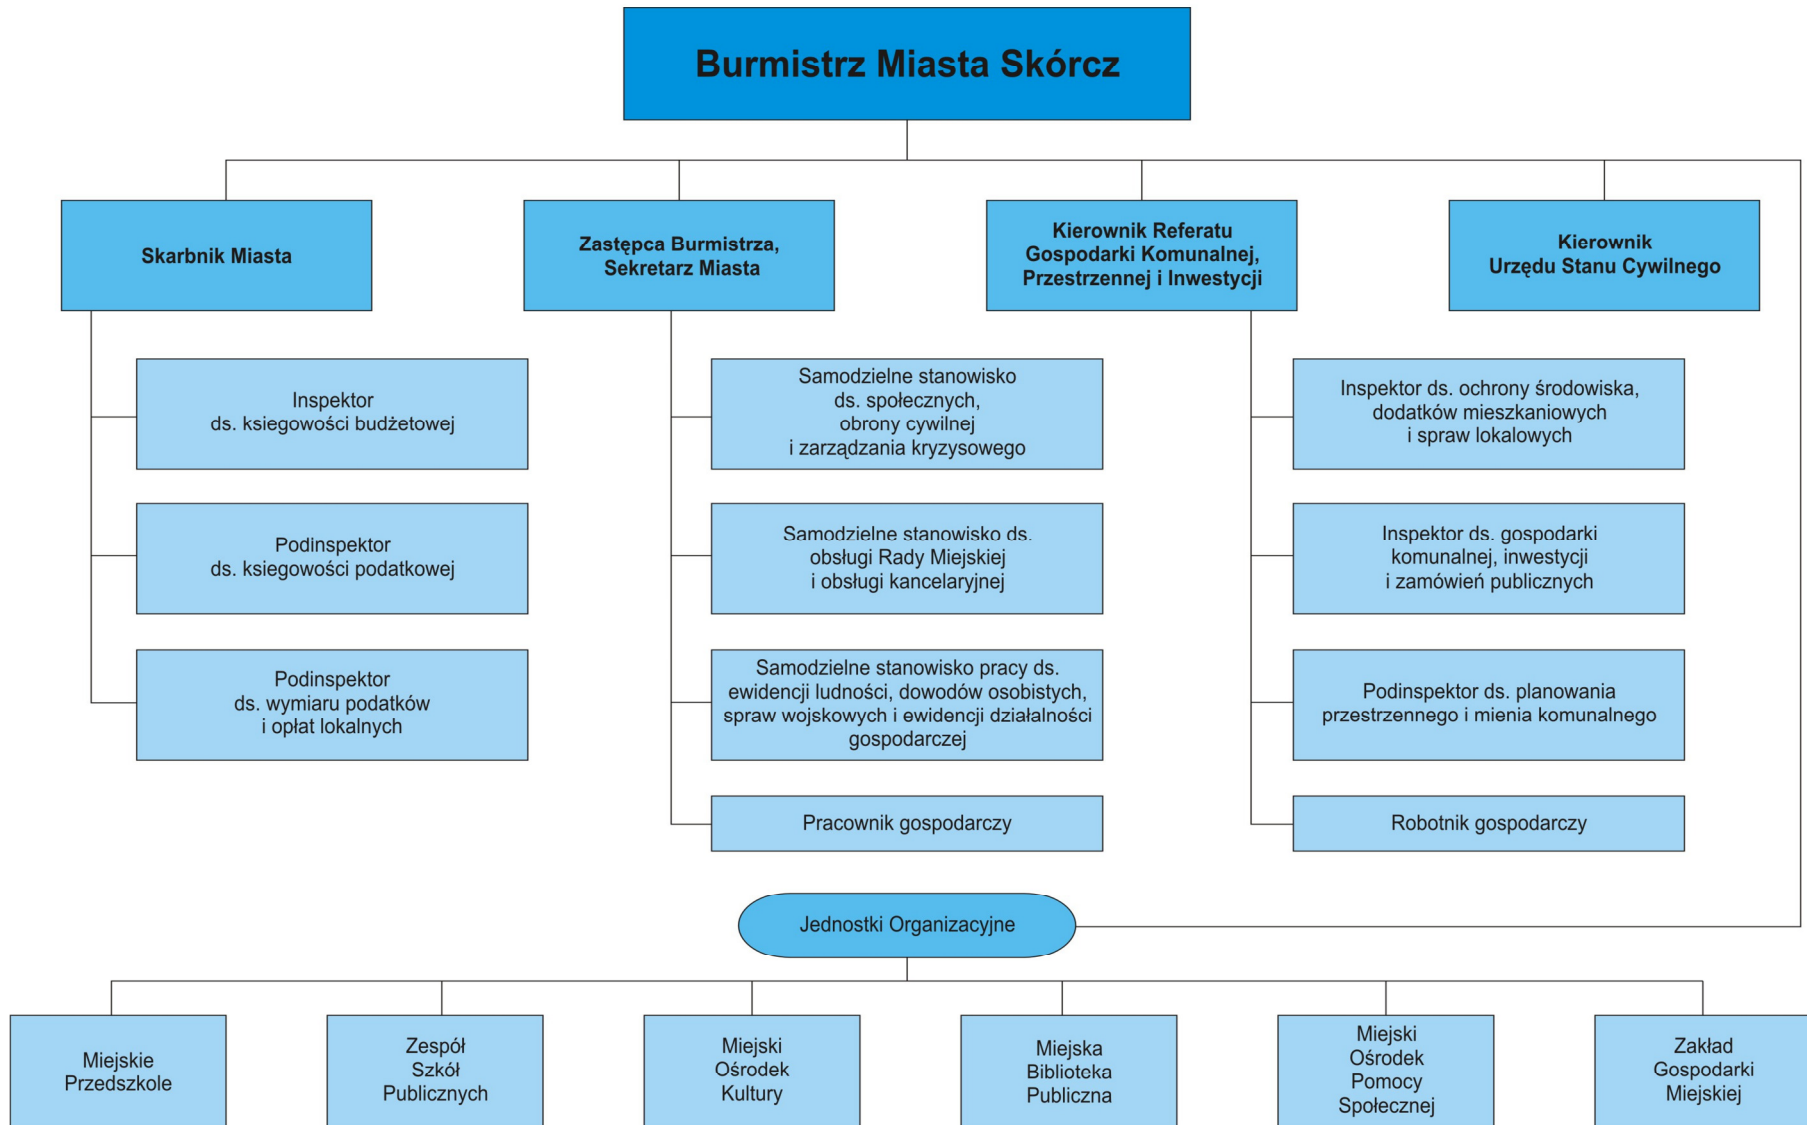 Burmistrz Miasta Skórcz
Skarbnik Miasta
Zastępca Burmistrza,
Sekretarz Miasta
Kierownik Referatu
Gospodarki Komunalnej,
Przestrzennej i Inwestycji
Kierownik
Urzędu Stanu Cywilnego
Inspektor
ds. ksiegowości budżetowej
Podinspektor
ds. ksiegowości podatkowej
Podinspektor
ds. wymiaru podatków
i opłat lokalnych
Samodzielne stanowisko
ds. społecznych,
obrony cywilnej
i zarządzania kryzysowego
Samodzielne stanowisko ds.
obsługi Rady Miejskiej
i obsługi kancelaryjnej
Samodzielne stanowisko pracy ds.
ewidencji ludności, dowodów osobistych,
spraw wojskowych i ewidencji działalności
gospodarczej
Pracownik gospodarczy
Inspektor ds. ochrony środowiska,
dodatków mieszkaniowych
i spraw lokalowych
Inspektor ds. gospodarki
komunalnej, inwestycji
i zamówień publicznych
Podinspektor ds. planowania
przestrzennego i mienia komunalnego
Robotnik gospodarczy
Jednostki Organizacyjne
Miejskie
Przedszkole
Zespół
Szkół
Publicznych
Miejski
Ośrodek
Kultury
Miejska
Biblioteka
Publiczna
Miejski
Ośrodek
Pomocy
Społecznej
Zakład
Gospodarki
Miejskiej